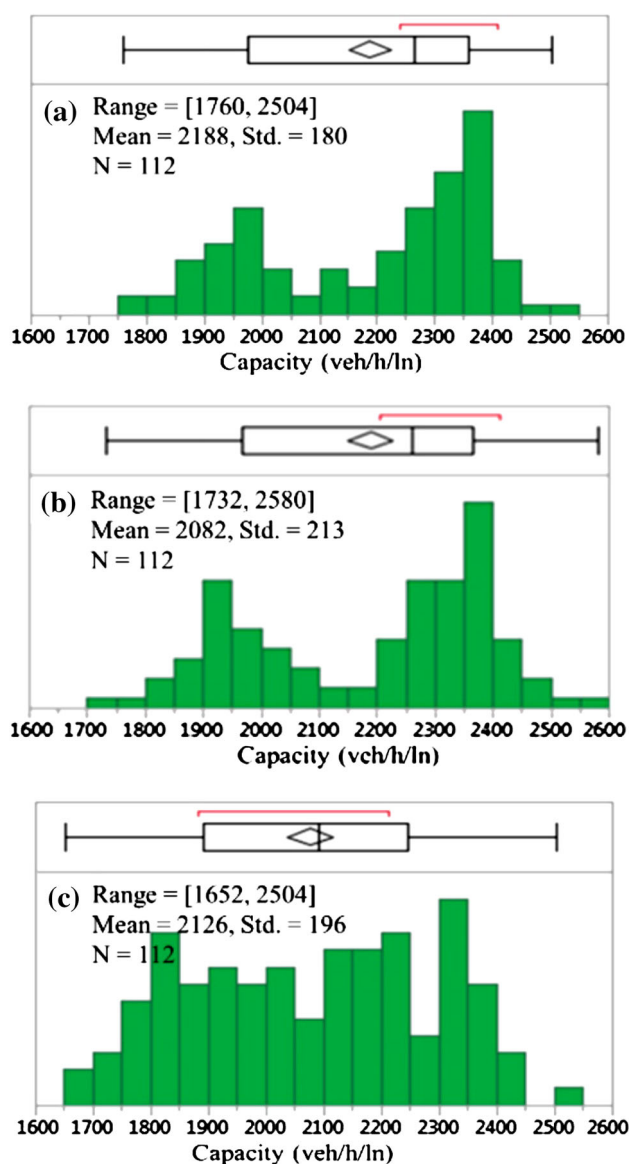 (a) Range = [1760, 2504]
Mean = 2188, Std. = 180
N = 112
1600 1700 1800 1900 2000 2100 2200 2300 2400 2500 2600
Capacity (veh/h/ln)
(b) Range = [1732, 2580]
Mean = 2082, Std. = 213
N = 112
1600 1700 1800 1900 2000 2100 2200 2300 2400 2500 2600
Capacity (veh/h/ln)
(c) Range = [1652, 2504]
Mean = 2126, Std. = 196
N = 112
1600 1700 1800 1900 2000 2100 2200 2300 2400 2500 2600
Capacity (veh/h/ln)